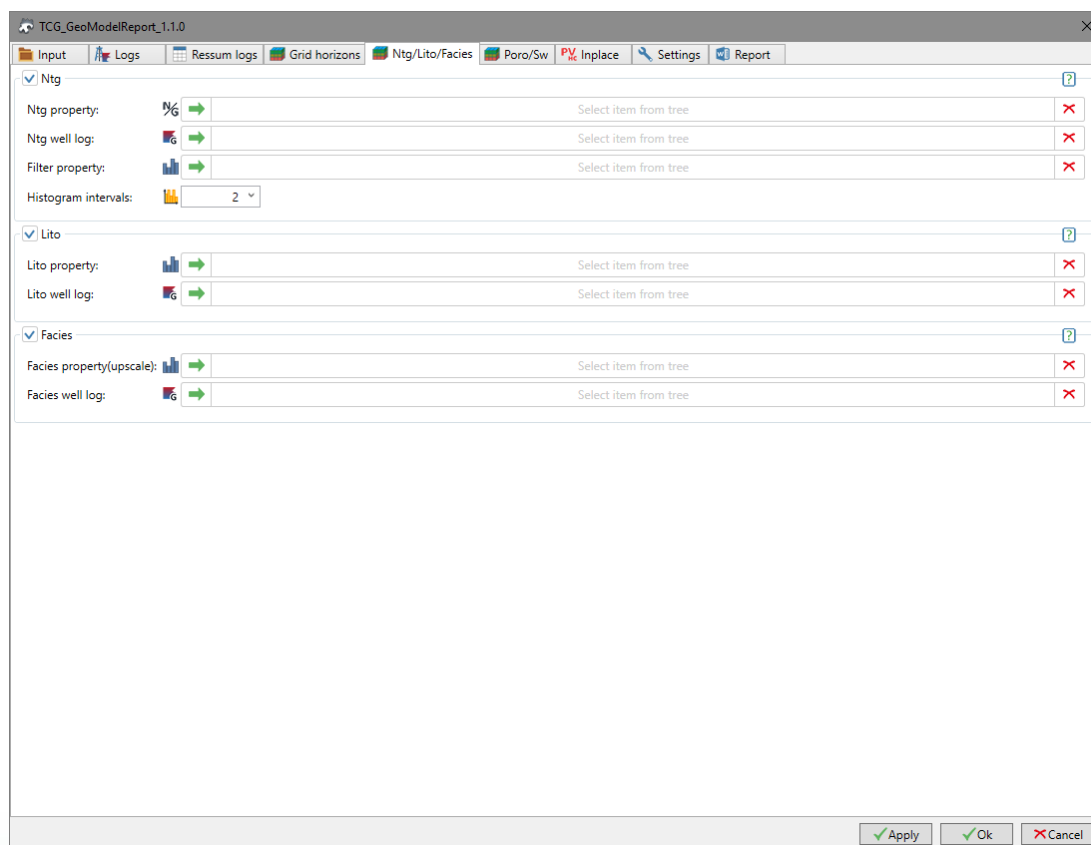 TCG_GeoModelReport_1.1.0
Input Logs Ressum logs Grid horizons Ntg/Lito/Facies Poro/Sw PV HC Inplace Settings W Report
Ntg ?
Ntg property: N/G Select item from tree
Ntg well log: G Select item from tree
Filter property: Select item from tree
Histogram intervals: 2
Lito ?
Lito property: Select item from tree
Lito well log: G Select item from tree
Facies ?
Facies property(upscale): Select item from tree
Facies well log: G Select item from tree
Apply Ok Cancel